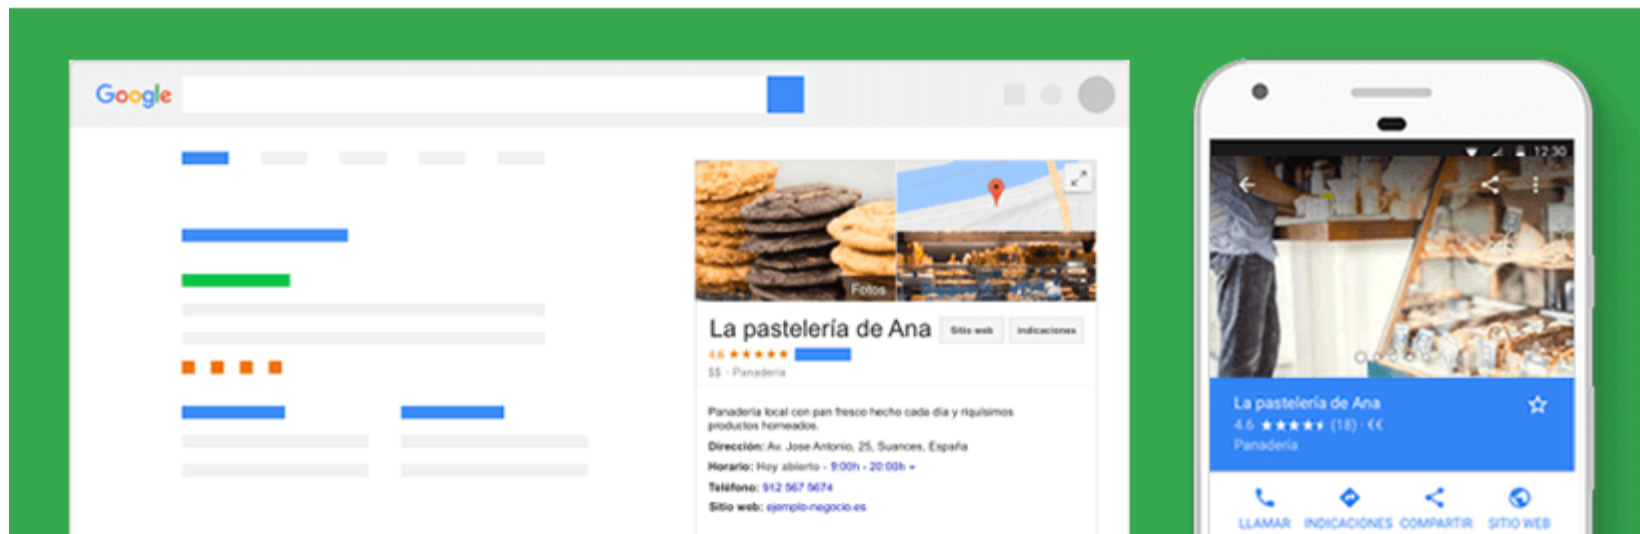 Google
Fotos
La pastelería de Ana
Sitio web
indicaciones
4.6
$$ - Panadería
Panadería local con pan fresco hecho cada día y riquísimos
productos horneados.
Dirección: Av. Jose Antonio, 25, Suances, España
Horario: Hoy abierto - 9:00h - 20:00h
Teléfono: 912 567 5674
Sitio web: ejemplo-negocio.es
12:30
La pastelería de Ana
4.6 ★★★★★ (18) · €€
Panadería
LLAMAR INDICACIONES COMPARTIR SITIO WEB